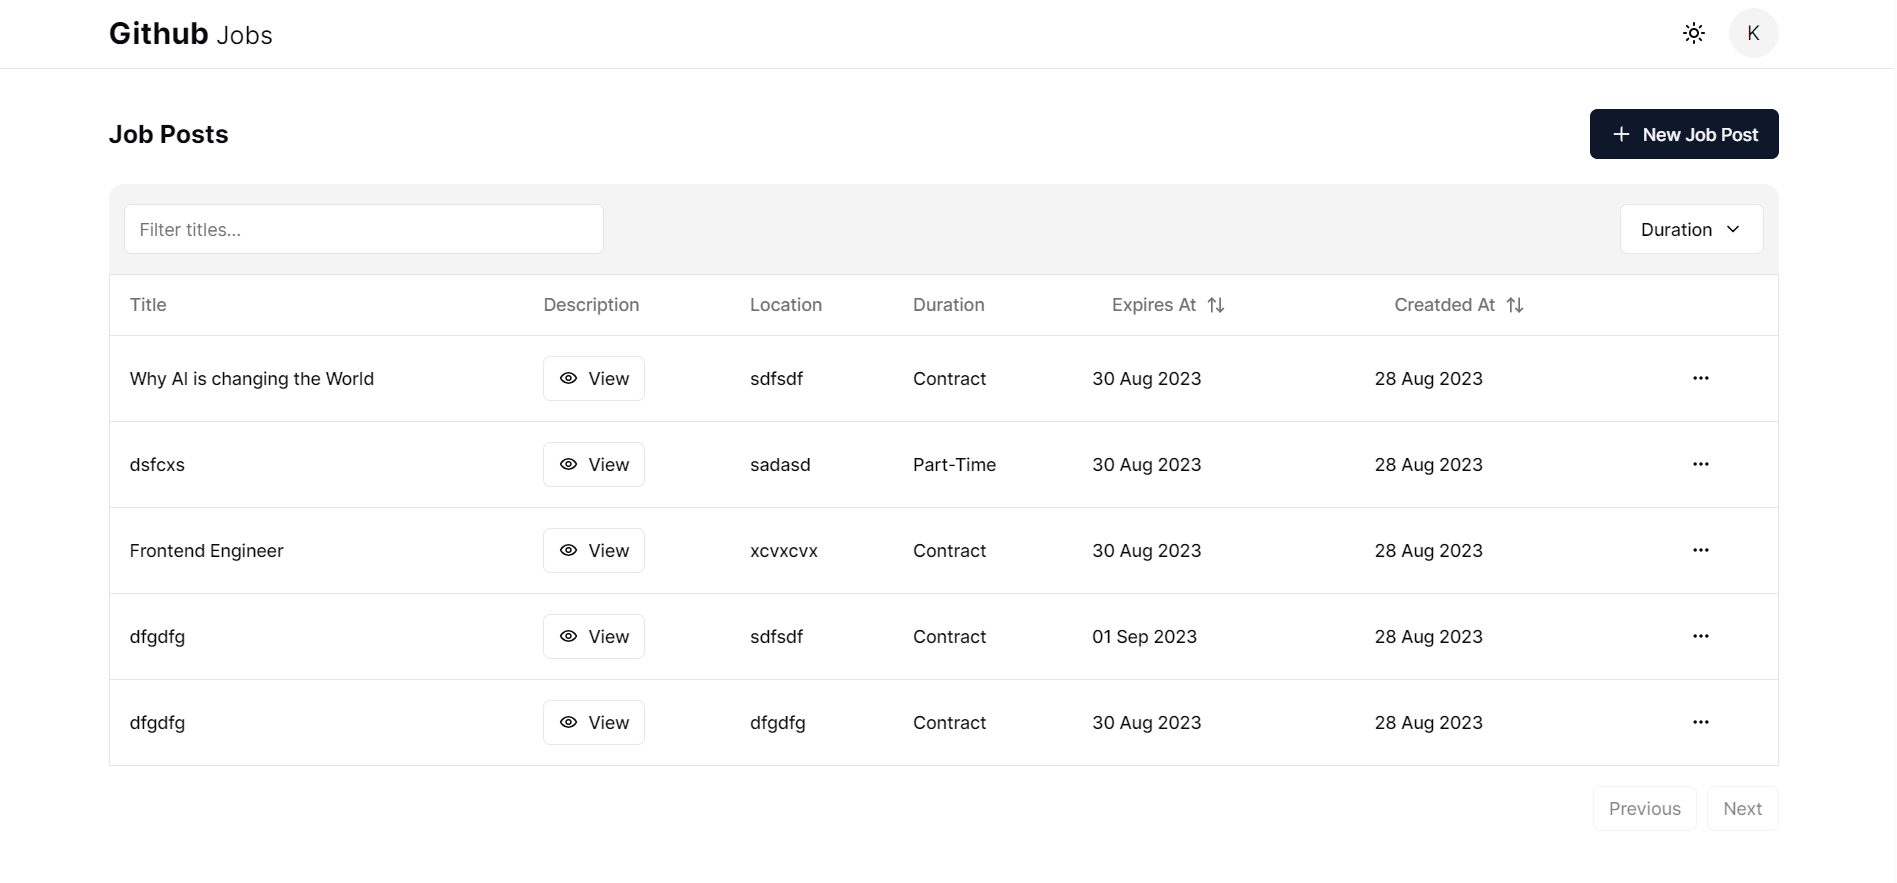 Github Jobs
K
Job Posts
New Job Post
Filter titles...
Duration
Title Description Location Duration Expires At Creatded At
Why AI is changing the World View sdfsdf Contract 30 Aug 2023 28 Aug 2023
dsfcxs View sadasd Part-Time 30 Aug 2023 28 Aug 2023
Frontend Engineer View xcvxcvx Contract 30 Aug 2023 28 Aug 2023
dfgdfg View sdfsdf Contract 01 Sep 2023 28 Aug 2023
dfgdfg View dfgdfg Contract 30 Aug 2023 28 Aug 2023
Previous Next